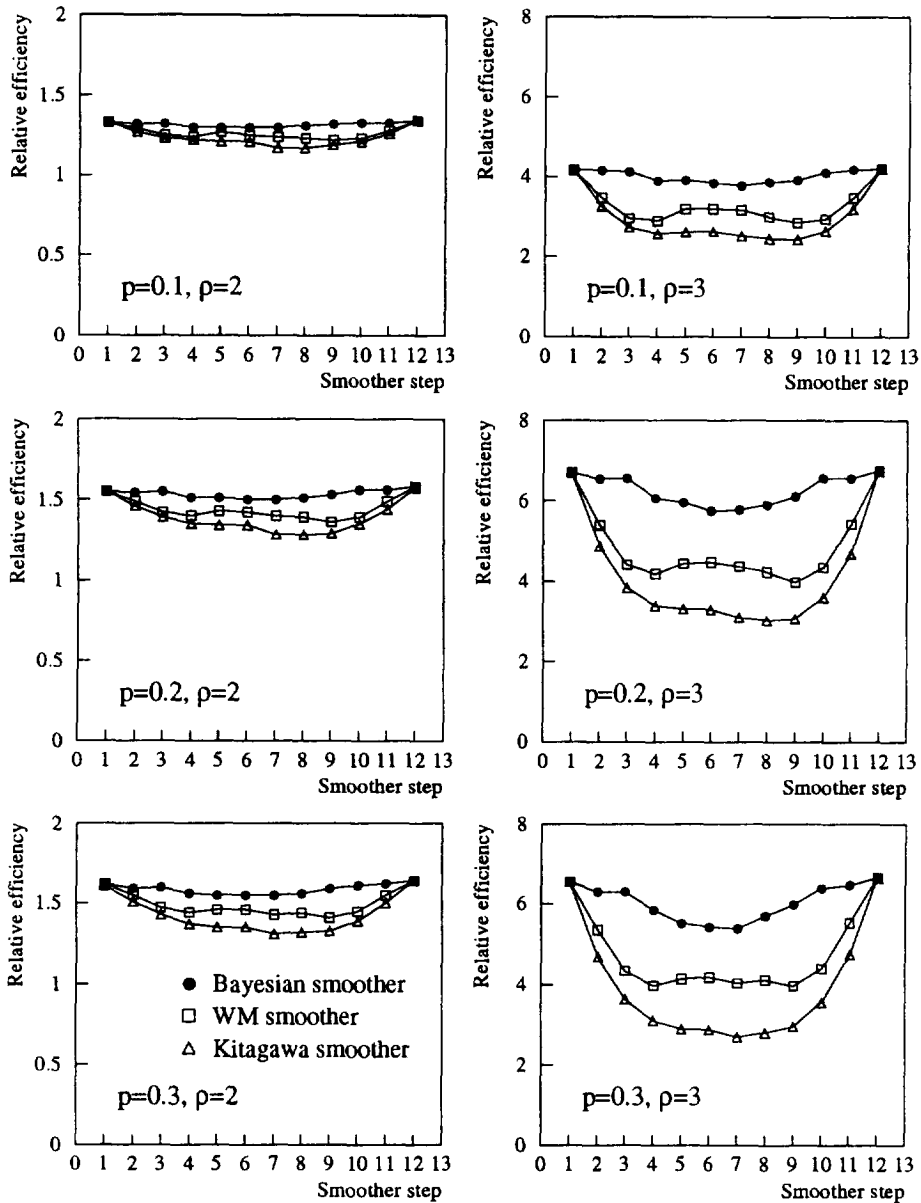 Relative efficiency
2
1.5
1
0.5
0
p=0.1, ρ=2
0 1 2 3 4 5 6 7 8 9 10 11 12 13
Smoother step
Relative efficiency
8
6
4
2
0
p=0.1, ρ=3
0 1 2 3 4 5 6 7 8 9 10 11 12 13
Smoother step
Relative efficiency
2
1.5
1
0.5
0
p=0.2, ρ=2
0 1 2 3 4 5 6 7 8 9 10 11 12 13
Smoother step
Relative efficiency
8
6
4
2
0
p=0.2, ρ=3
0 1 2 3 4 5 6 7 8 9 10 11 12 13
Smoother step
Relative efficiency
2
1.5
1
0.5
0
Bayesian smoother
WM smoother
Kitagawa smoother
p=0.3, ρ=2
0 1 2 3 4 5 6 7 8 9 10 11 12 13
Smoother step
Relative efficiency
8
6
4
2
0
p=0.3, ρ=3
0 1 2 3 4 5 6 7 8 9 10 11 12 13
Smoother step